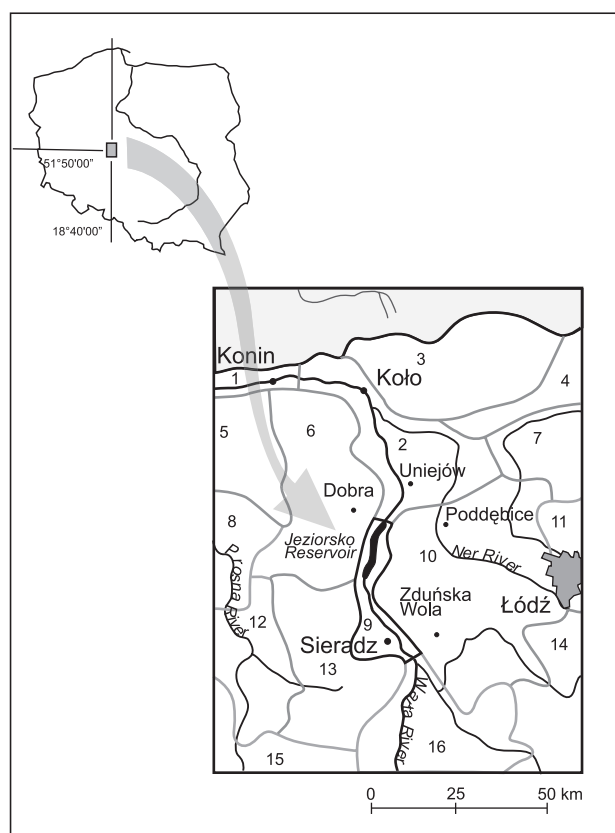 51°50'00"
18°40'00"
Konin
3
1
Koło
4
5
6
2
7
Uniejów
Dobra
8
Poddębice
11
Jeziorsko
Reservoir
10
Ner River
Zduńska
Wola
Łódź
12
9
Sieradz
14
13
River
Warta River
16
15
0 25 50 km